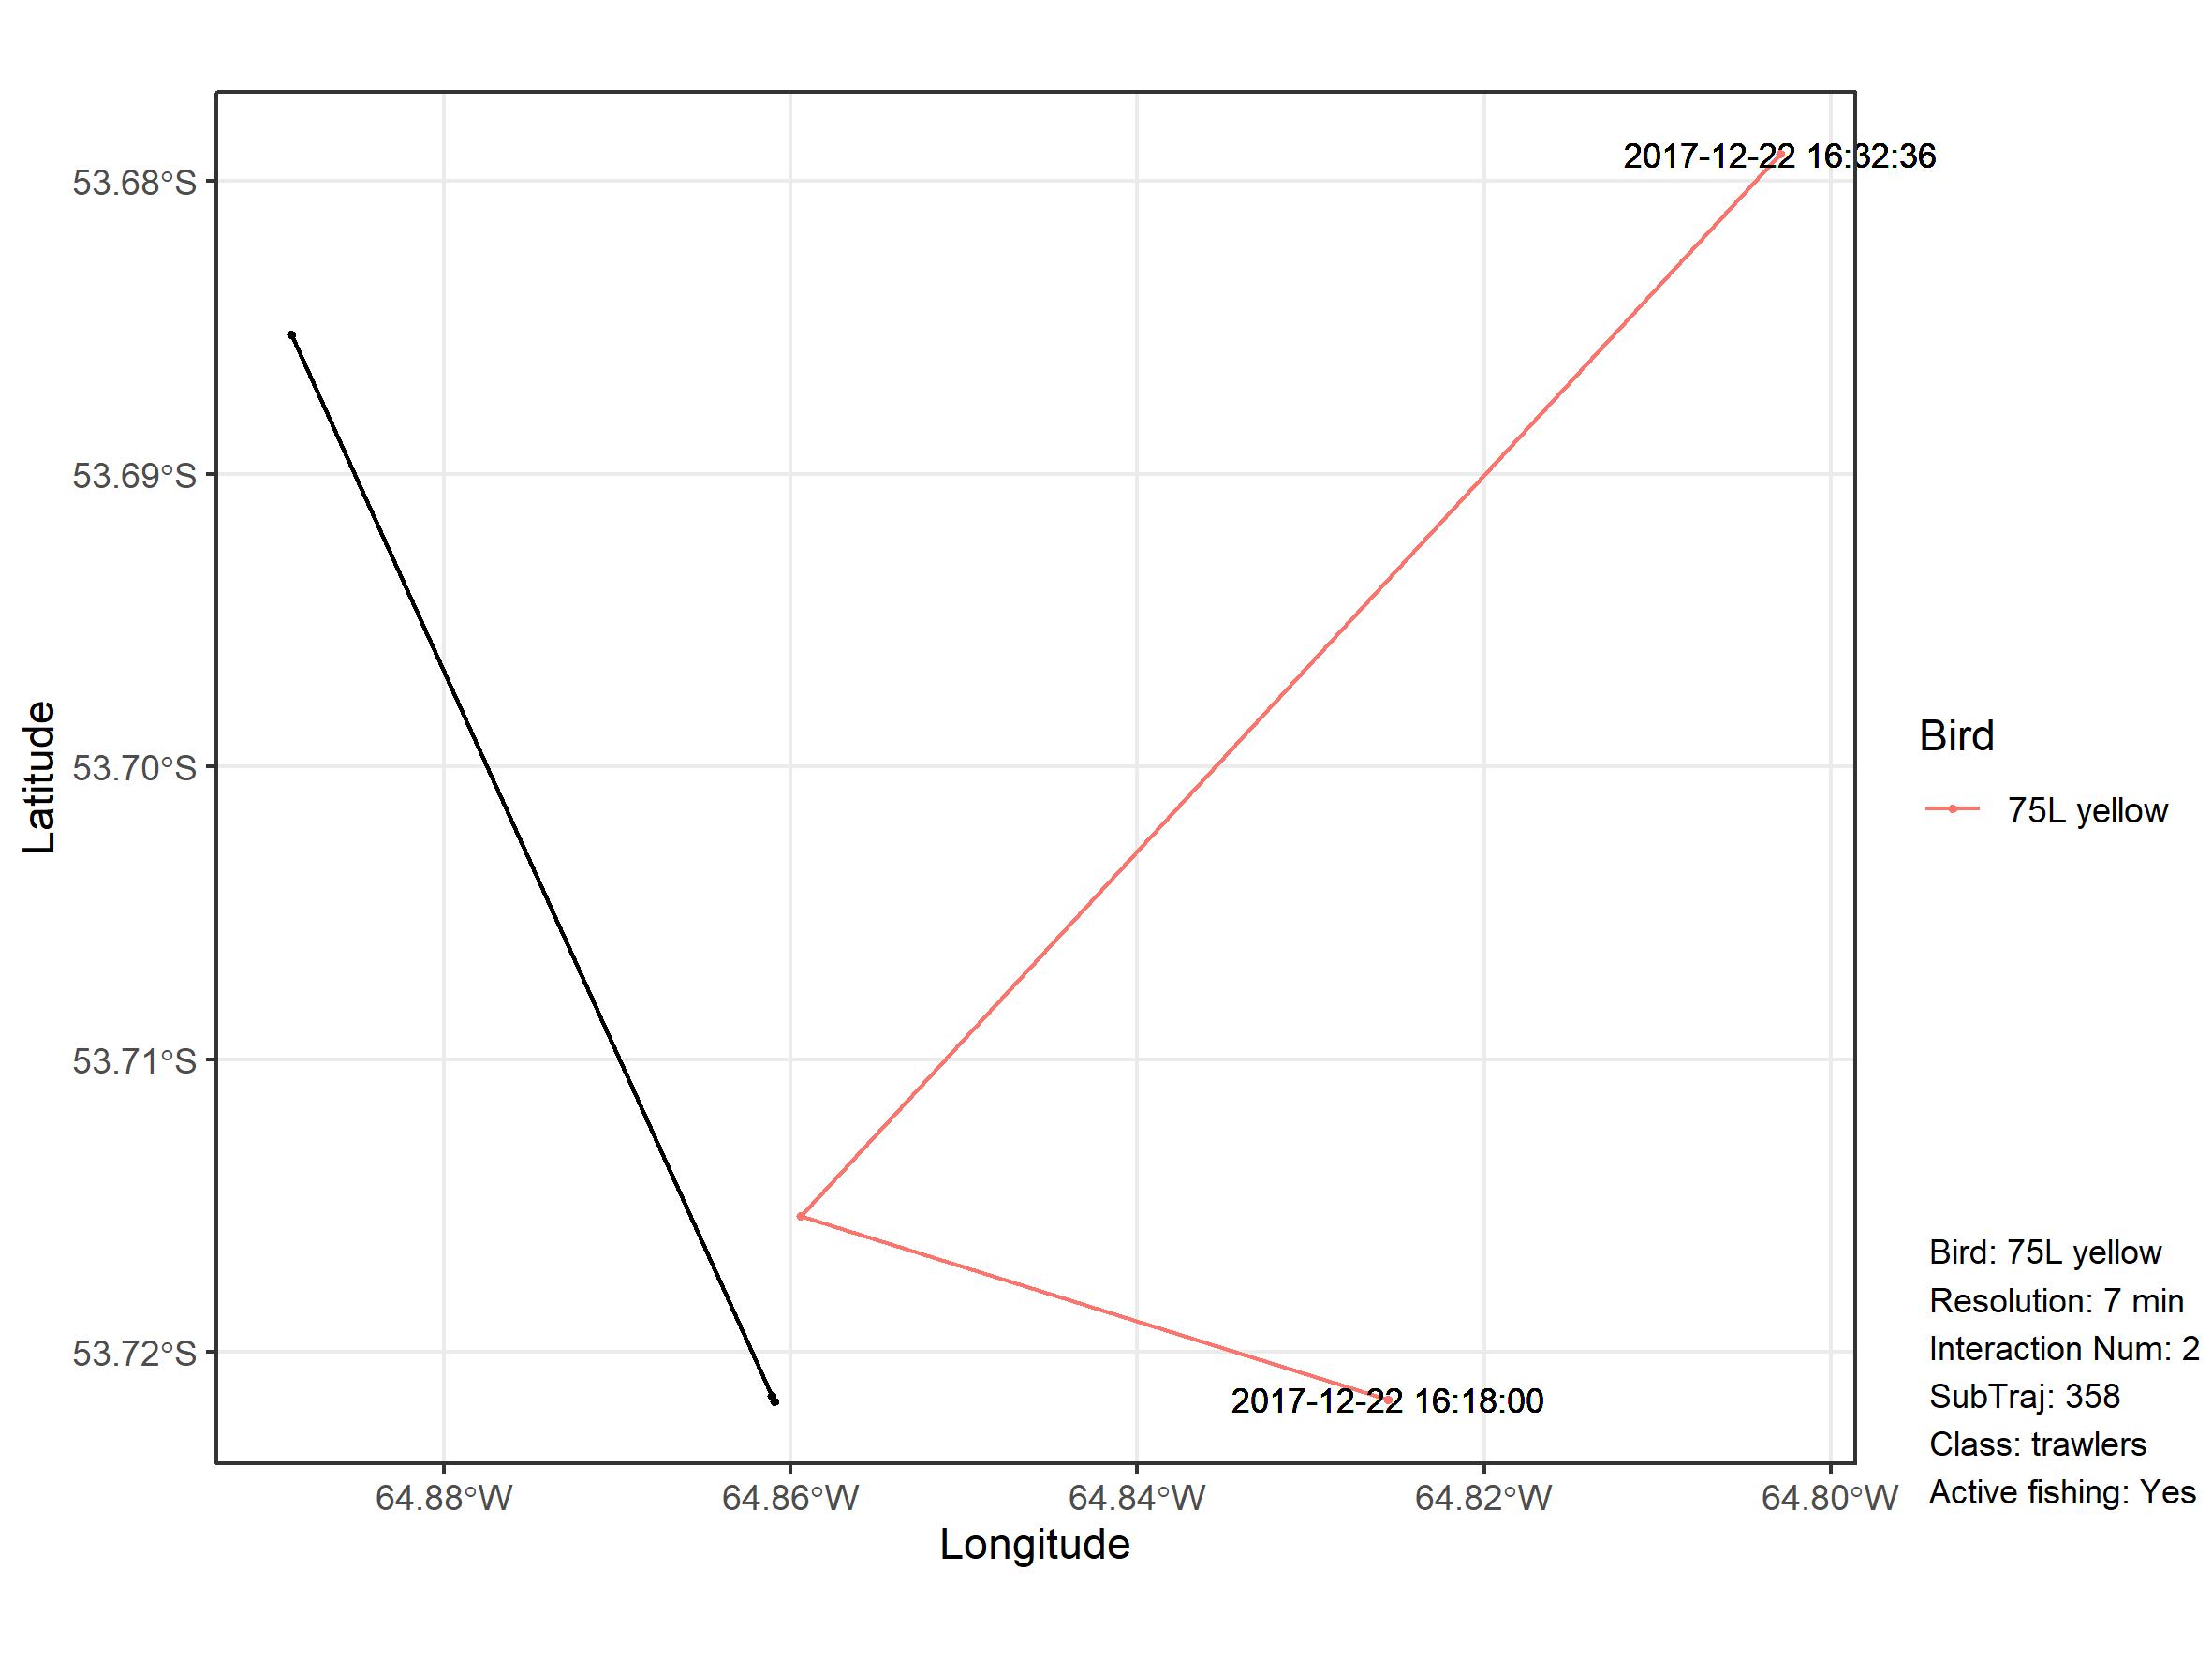 2017-12-22 16:32:36
53.68°S
53.69°S
53.70°S
53.71°S
53.72°S
Latitude
2017-12-22 16:18:00
64.88°W
64.86°W
64.84°W
64.82°W
64.80°W
Longitude
Bird
75L yellow
Bird: 75L yellow
Resolution: 7 min
Interaction Num: 2
SubTraj: 358
Class: trawlers
Active fishing: Yes